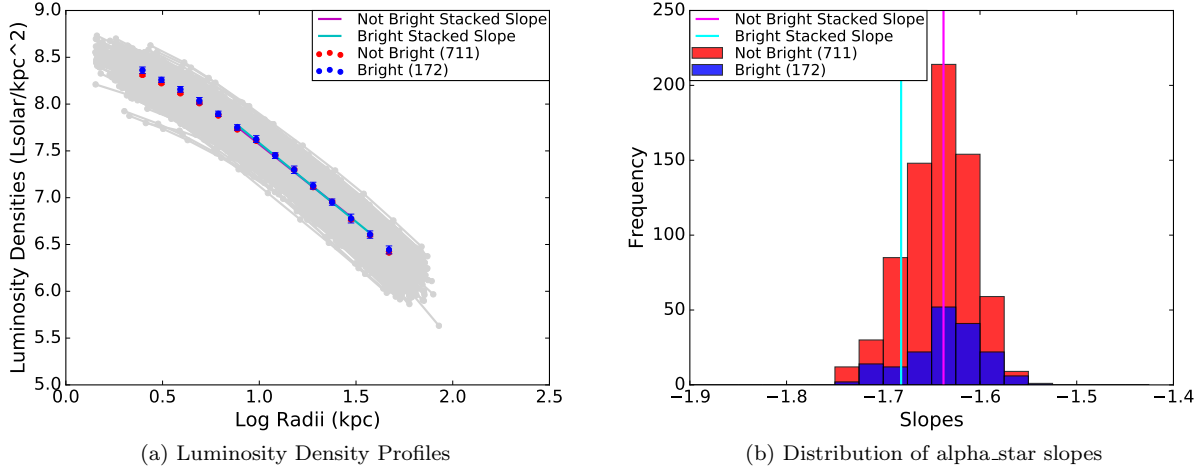 Not Bright Stacked Slope
Bright Stacked Slope
Not Bright (711)
Bright (172)
Luminosity Densities (Lsolar/kpc^2)
9.0
8.5
8.0
7.5
7.0
6.5
6.0
5.5
5.0
0.0 0.5 1.0 1.5 2.0 2.5
Log Radii (kpc)
(a) Luminosity Density Profiles
Not Bright Stacked Slope
Bright Stacked Slope
Not Bright (711)
Bright (172)
Frequency
250
200
150
100
50
0
−1.9 −1.8 −1.7 −1.6 −1.5 −1.4
Slopes
(b) Distribution of alpha_star slopes